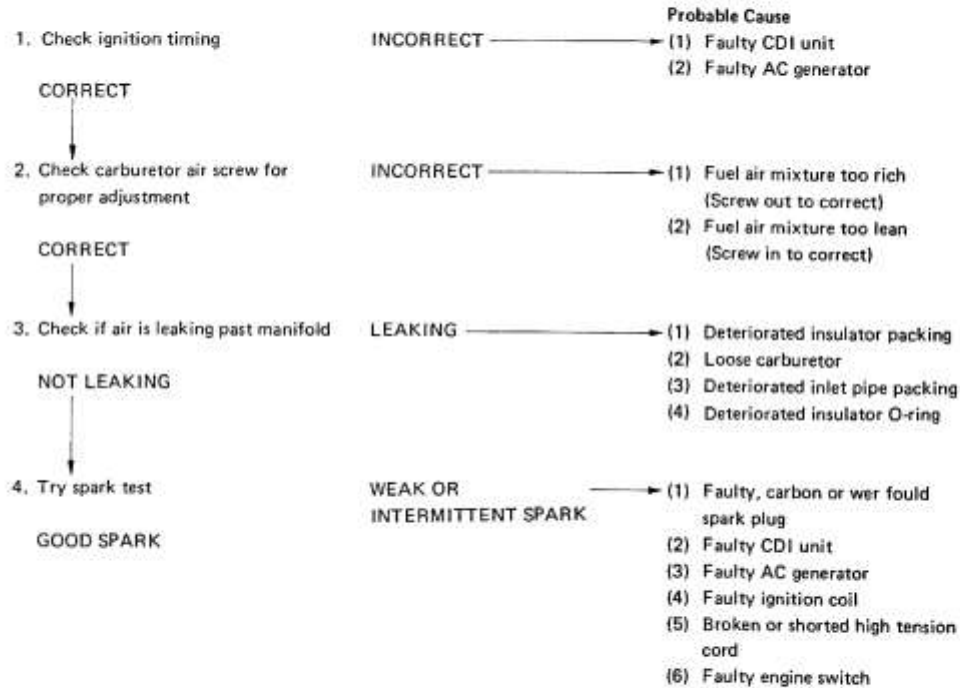 Probable Cause
1. Check ignition timing
INCORRECT
(1) Faulty CDI unit
(2) Faulty AC generator
CORRECT
2. Check carburetor air screw for
proper adjustment
INCORRECT
(1) Fuel air mixture too rich
(Screw out to correct)
(2) Fuel air mixture too lean
(Screw in to correct)
CORRECT
3. Check if air is leaking past manifold
LEAKING
(1) Deteriorated insulator packing
(2) Loose carburetor
(3) Deteriorated inlet pipe packing
(4) Deteriorated insulator O-ring
NOT LEAKING
4. Try spark test
WEAK OR
INTERMITTENT SPARK
(1) Faulty, carbon or wer fould
spark plug
(2) Faulty CDI unit
(3) Faulty AC generator
(4) Faulty ignition coil
(5) Broken or shorted high tension
cord
(6) Faulty engine switch
GOOD SPARK